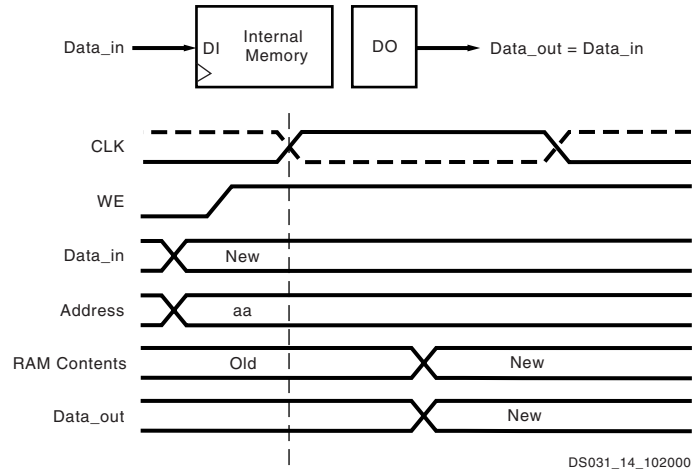 Data_in
DI
Internal
Memory
DO
Data_out = Data_in
CLK
WE
Data_in
New
Address
aa
RAM Contents
Old
New
Data_out
New
DS031_14_102000